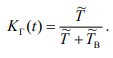 K_Г(t) = T̃ / (T̃ + T̃_В).